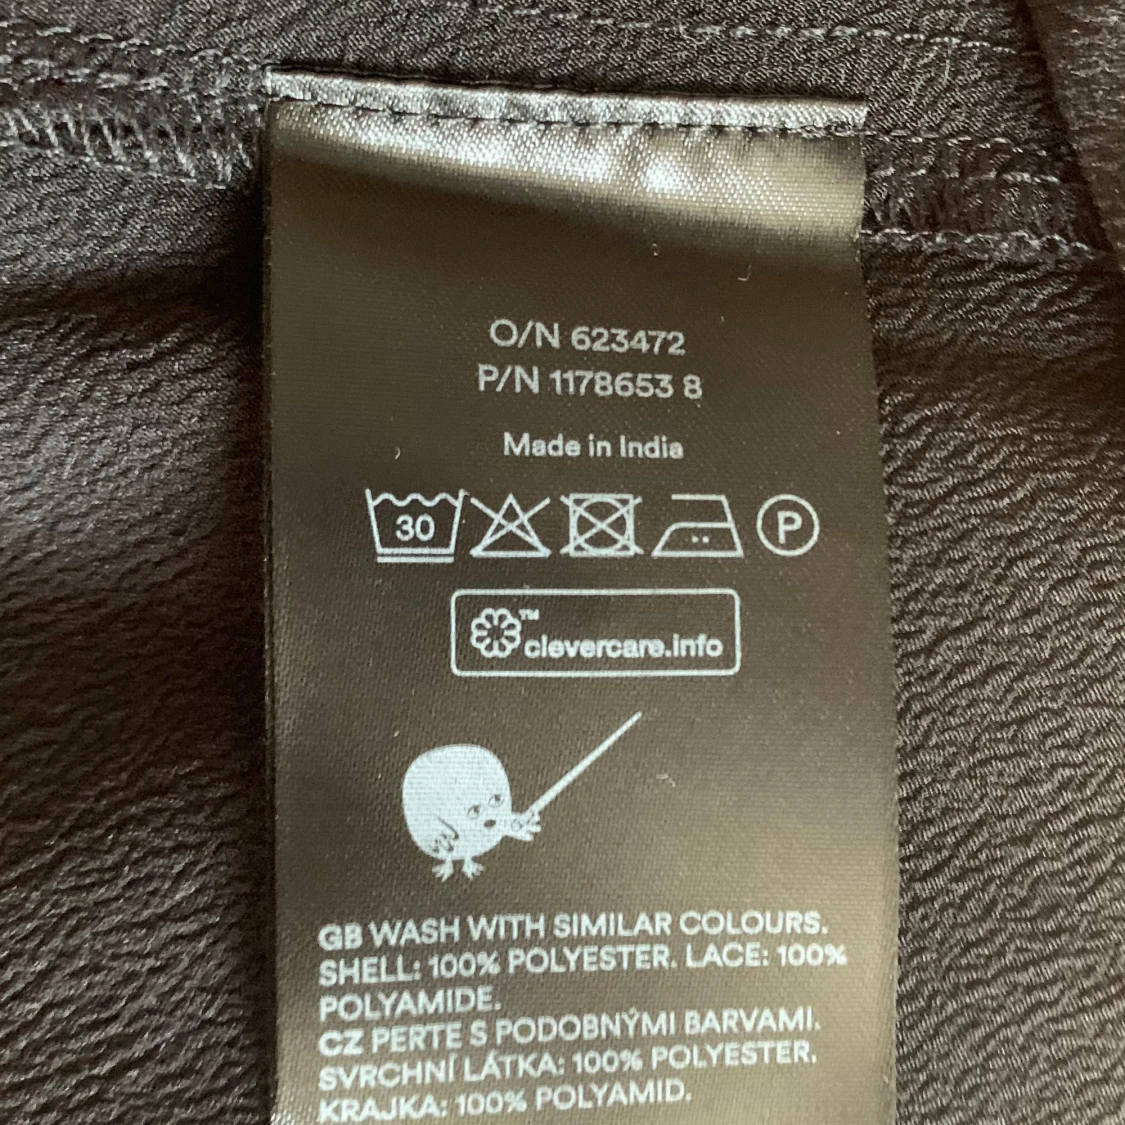 O/N 623472
P/N 1178653 8
Made in India
30
P
™
clevercare.info
GB WASH WITH SIMILAR COLOURS.
SHELL: 100% POLYESTER. LACE: 100%
POLYAMIDE.
CZ PERTE S PODOBNÝMI BARVAMI.
SVRCHNÍ LÁTKA: 100% POLYESTER.
KRAJKA: 100% POLYAMID.